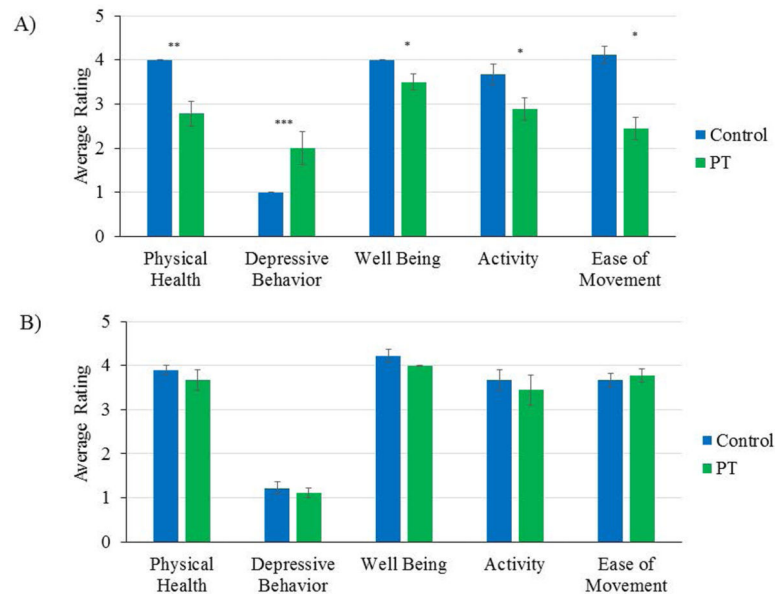 A)
Average Rating
5
4
3
2
1
0
**
***
*
*
*
Physical
Health
Depressive
Behavior
Well Being
Activity
Ease of
Movement
Control
PT
B)
Average Rating
5
4
3
2
1
0
Physical
Health
Depressive
Behavior
Well Being
Activity
Ease of
Movement
Control
PT